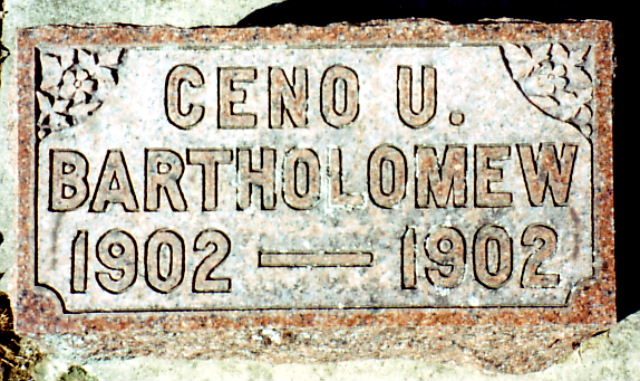 CENO U.
BARTHOLOMEW
1902 — 1902